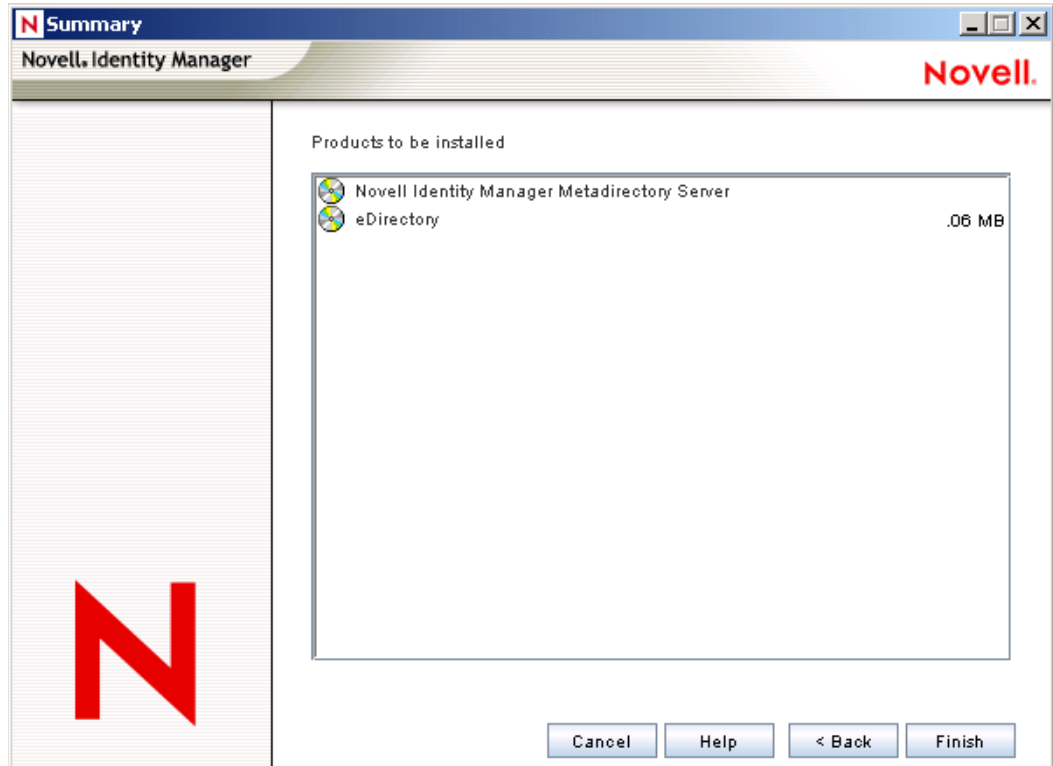 N Summary
Novell. Identity Manager
Novell.
Products to be installed
Novell Identity Manager Metadirectory Server
eDirectory .06 MB
N
Cancel Help < Back Finish